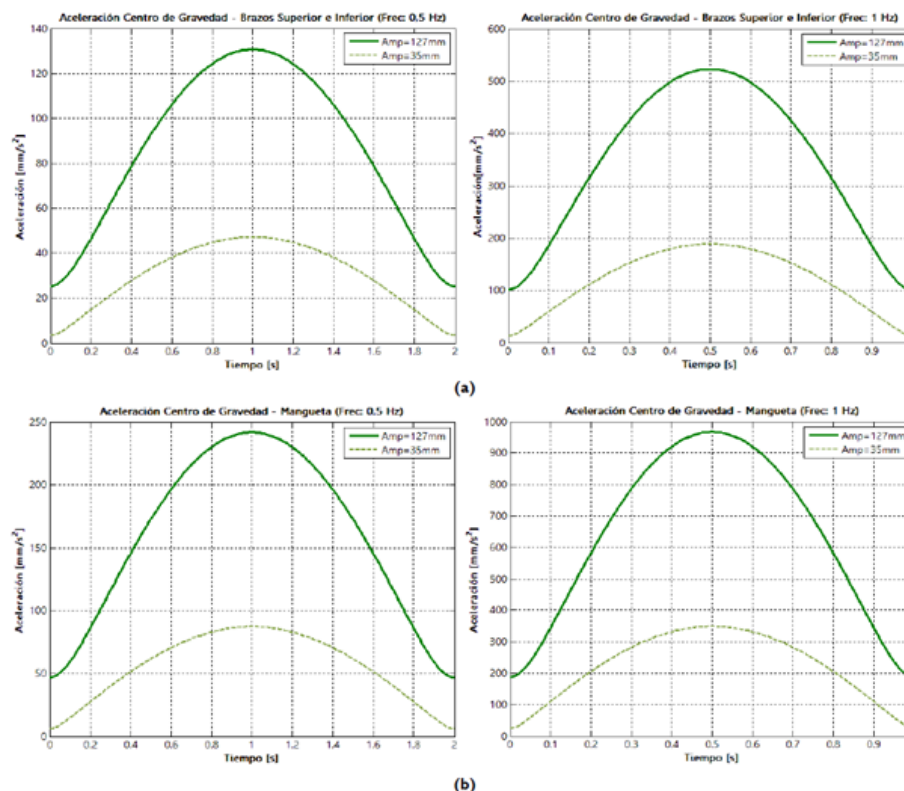 Aceleración Centro de Gravedad - Brazos Superior e Inferior (Frec: 0.5 Hz)
Amp=127mm
Amp=35mm
Aceleración [mm/s²]
140
120
100
80
60
40
20
0
0 0.2 0.4 0.6 0.8 1 1.2 1.4 1.6 1.8 2
Tiempo [s]
Aceleración Centro de Gravedad - Brazos Superior e Inferior (Frec: 1 Hz)
Amp=127mm
Amp=35mm
Aceleración[mm/s²]
600
500
400
300
200
100
0
0 0.1 0.2 0.3 0.4 0.5 0.6 0.7 0.8 0.9
Tiempo [s]
(a)
Aceleración Centro de Gravedad - Mangueta (Frec: 0.5 Hz)
Amp=127mm
Amp=35mm
Aceleración [mm/s²]
250
200
150
100
50
0
0 0.2 0.4 0.6 0.8 1 1.2 1.4 1.6 1.8 2
Tiempo [s]
Aceleración Centro de Gravedad - Mangueta (Frec: 1 Hz)
Amp=127mm
Amp=35mm
Aceleración [mm/s²]
1000
900
800
700
600
500
400
300
200
100
0
0 0.1 0.2 0.3 0.4 0.5 0.6 0.7 0.8 0.9
Tiempo [s]
(b)